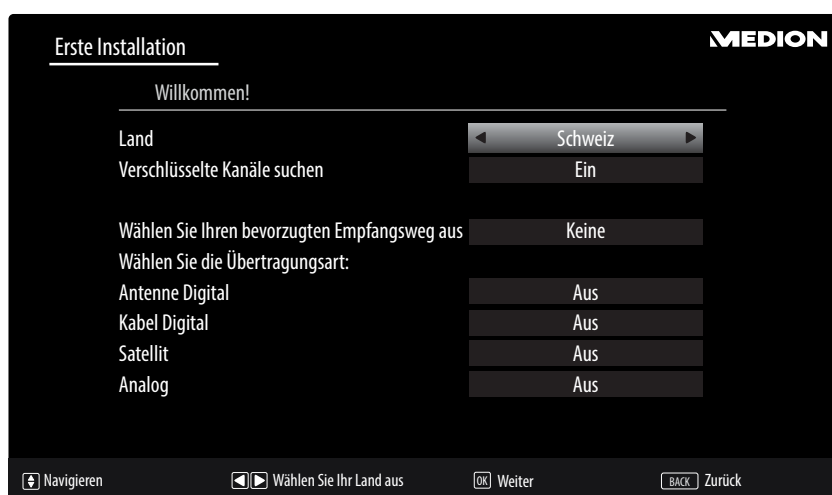 Erste Installation
MEDION
Willkommen!
Land Schweiz
Verschlüsselte Kanäle suchen Ein
Wählen Sie Ihren bevorzugten Empfangsweg aus Keine
Wählen Sie die Übertragungsart:
Antenne Digital Aus
Kabel Digital Aus
Satellit Aus
Analog Aus
Navigieren Wählen Sie Ihr Land aus OK Weiter BACK Zurück